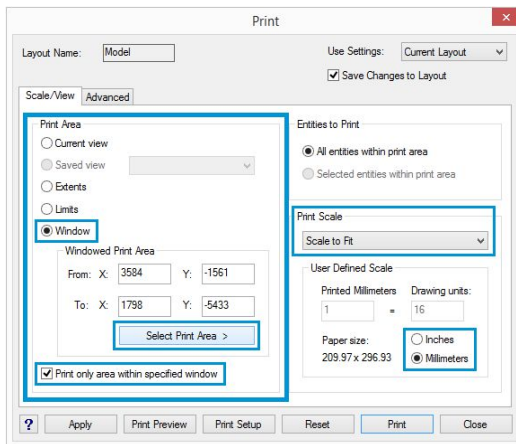 Print
Layout Name: Model
Use Settings: Current Layout
Save Changes to Layout
Scale/View Advanced
Print Area
Current view
Saved view
Extents
Limits
Window
Windowed Print Area
From: X: 3584 Y: -1561
To: X: 1798 Y: -5433
Select Print Area >
Print only area within specified window
Entities to Print
All entities within print area
Selected entities within print area
Print Scale
Scale to Fit
User Defined Scale
Printed Millimeters Drawing units:
1 = 16
Paper size:
209.97 x 296.93
Inches
Millimeters
? Apply Print Preview Print Setup Reset Print Close